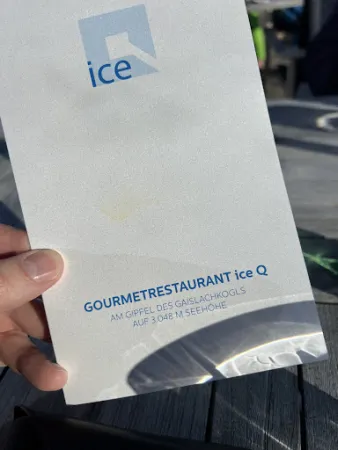 ice
GOURMETRESTAURANT ice Q
AM GIPFEL DES GAISLACHKOGLS
AUF 3.048 M SEEHÖHE